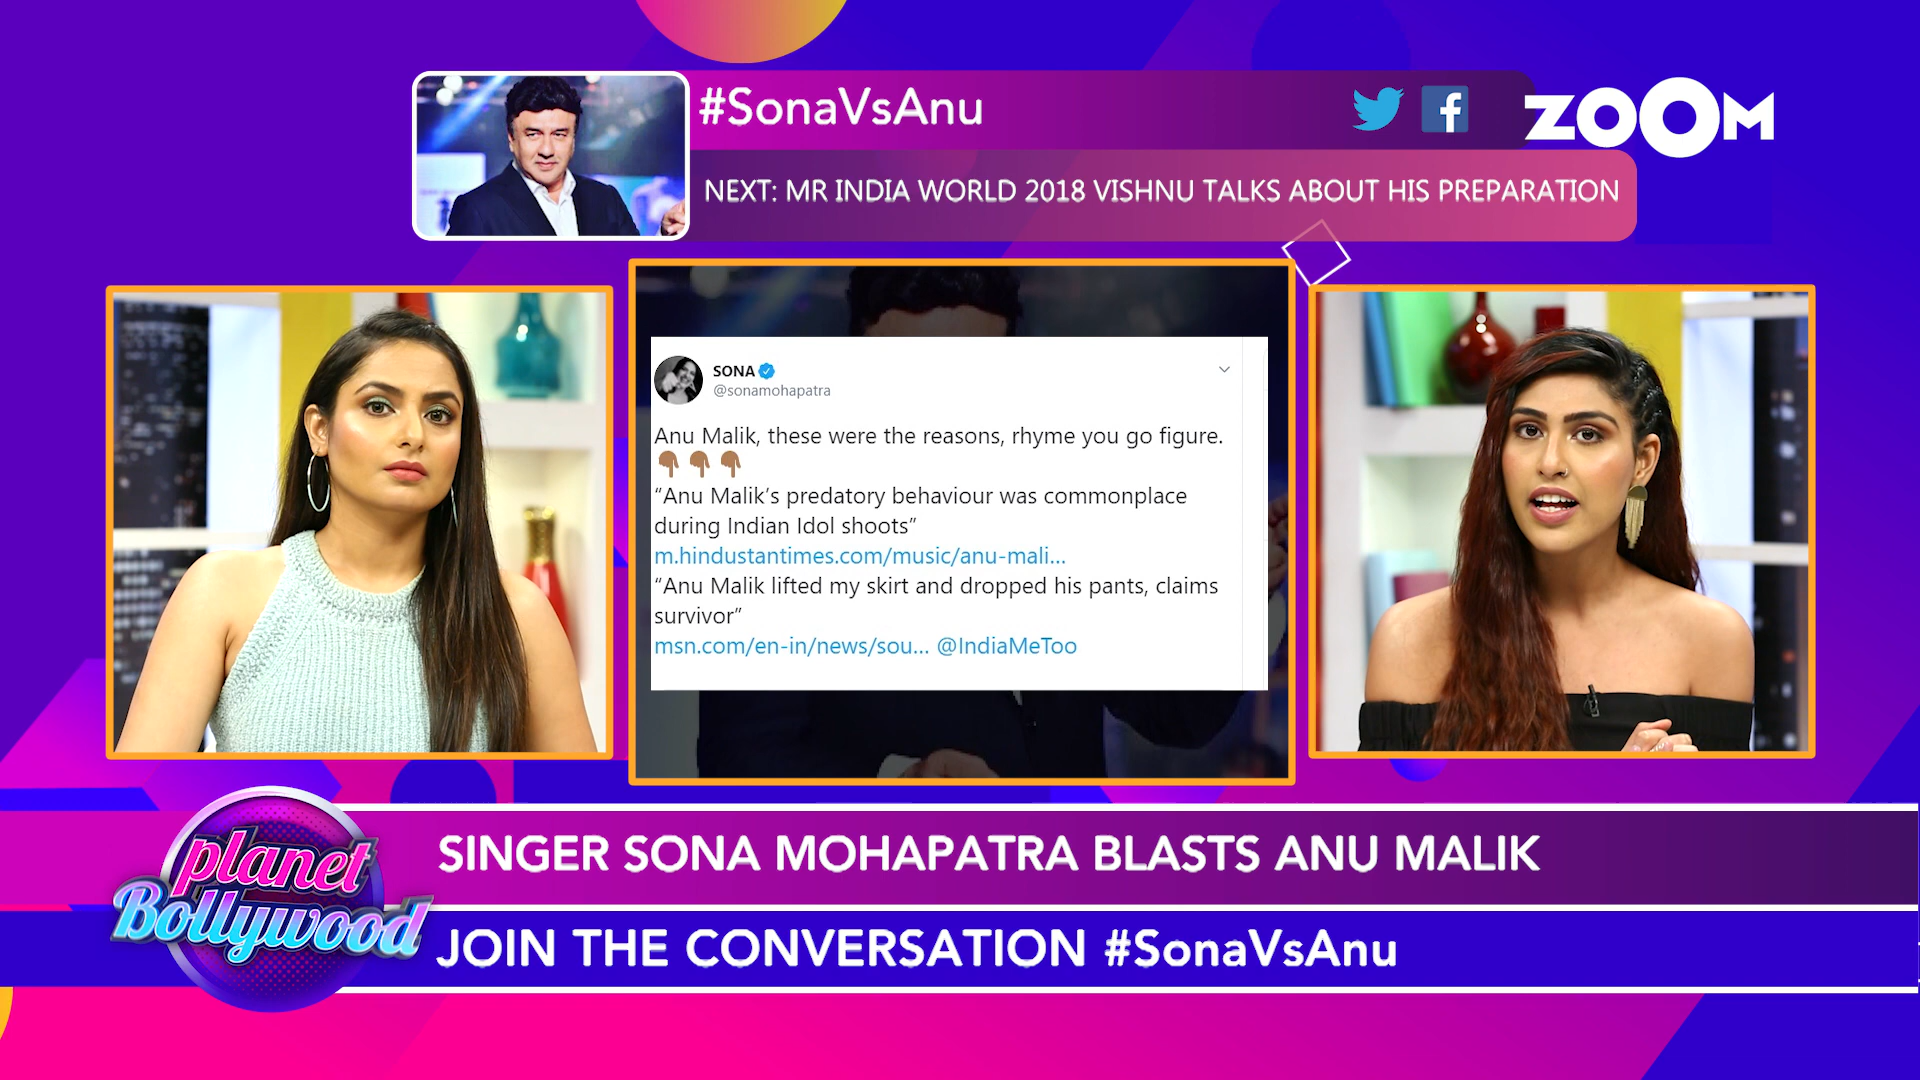 #SonaVsAnu
ZOOM
NEXT: MR INDIA WORLD 2018 VISHNU TALKS ABOUT HIS PREPARATION
SONA
@sonamohapatra
Anu Malik, these were the reasons, rhyme you go figure.
👇🏾👇🏾👇🏾
“Anu Malik’s predatory behaviour was commonplace
during Indian Idol shoots”
m.hindustantimes.com/music/anu-mali...
“Anu Malik lifted my skirt and dropped his pants, claims
survivor”
msn.com/en-in/news/sou... @IndiaMeToo
planet
Bollywood
SINGER SONA MOHAPATRA BLASTS ANU MALIK
JOIN THE CONVERSATION #SonaVsAnu